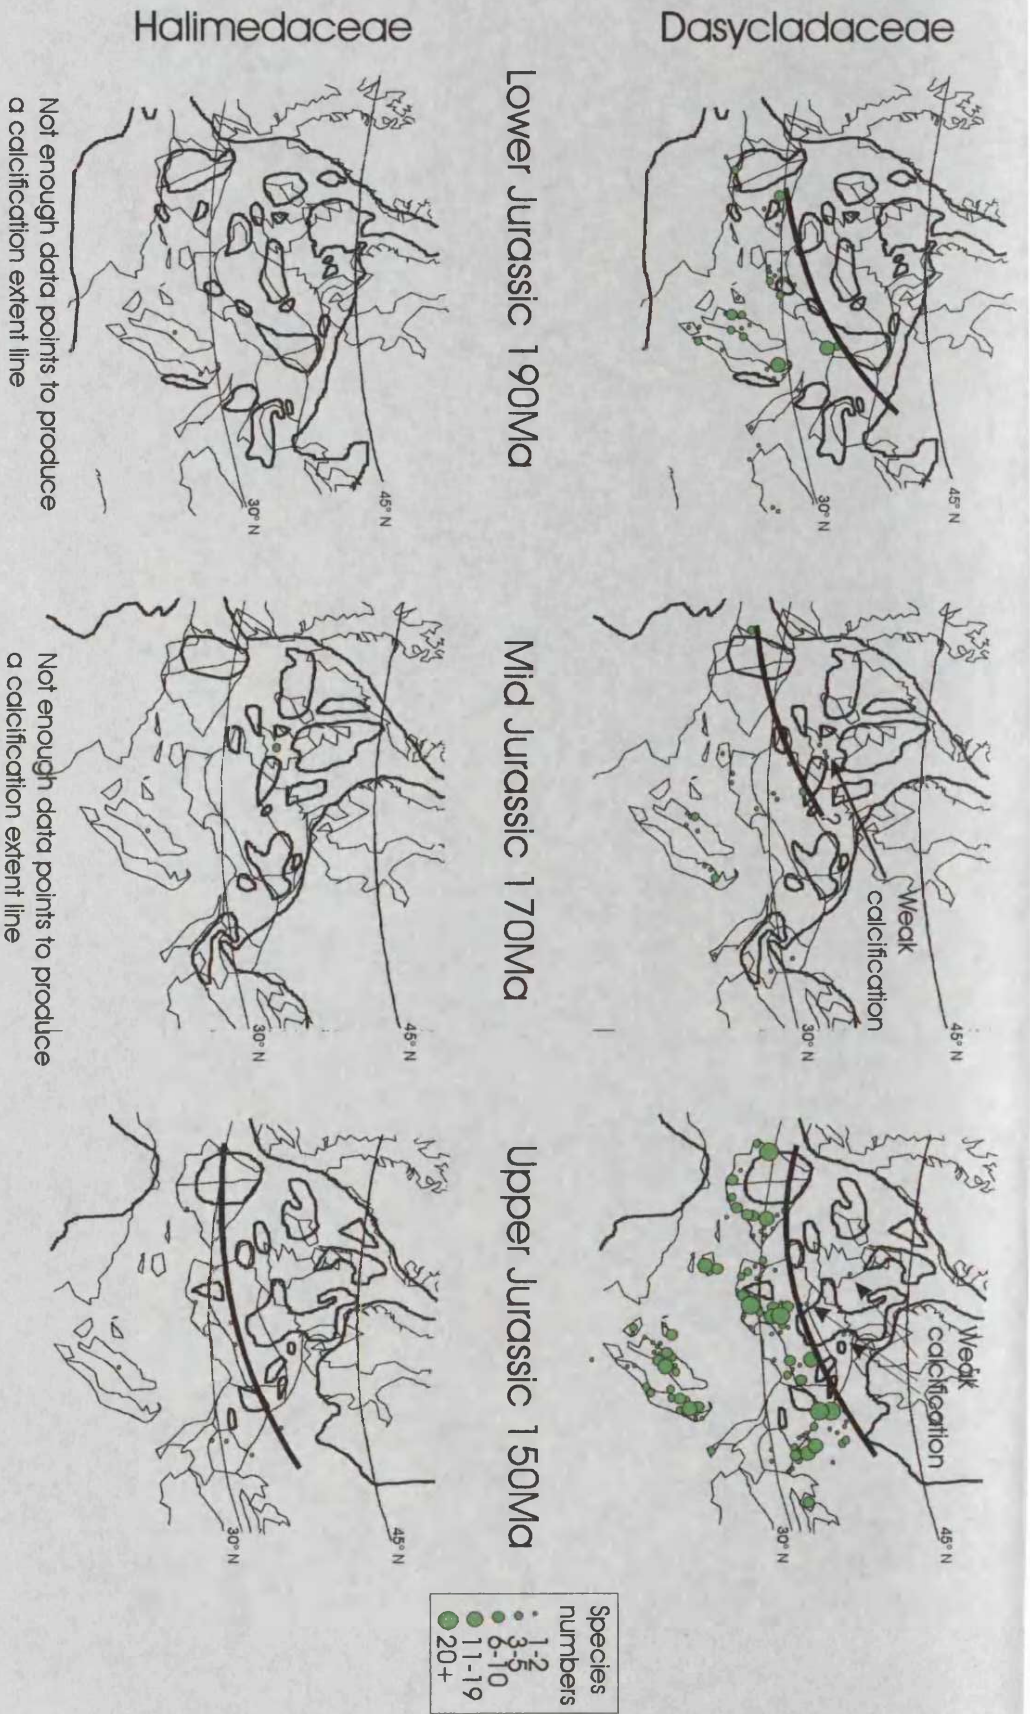 Dasycladaceae
Halimedaceae
Lower Jurassic 190Ma
45° N
30° N
45° N
30° N
Not enough data points to produce
a calcification extent line
Mid Jurassic 170Ma
Weak
calcification
45° N
30° N
45° N
30° N
Not enough data points to produce
a calcification extent line
Upper Jurassic 150Ma
Weak
calcification
45° N
30° N
45° N
30° N
Species
numbers
1-2
3-5
6-10
11-19
20+